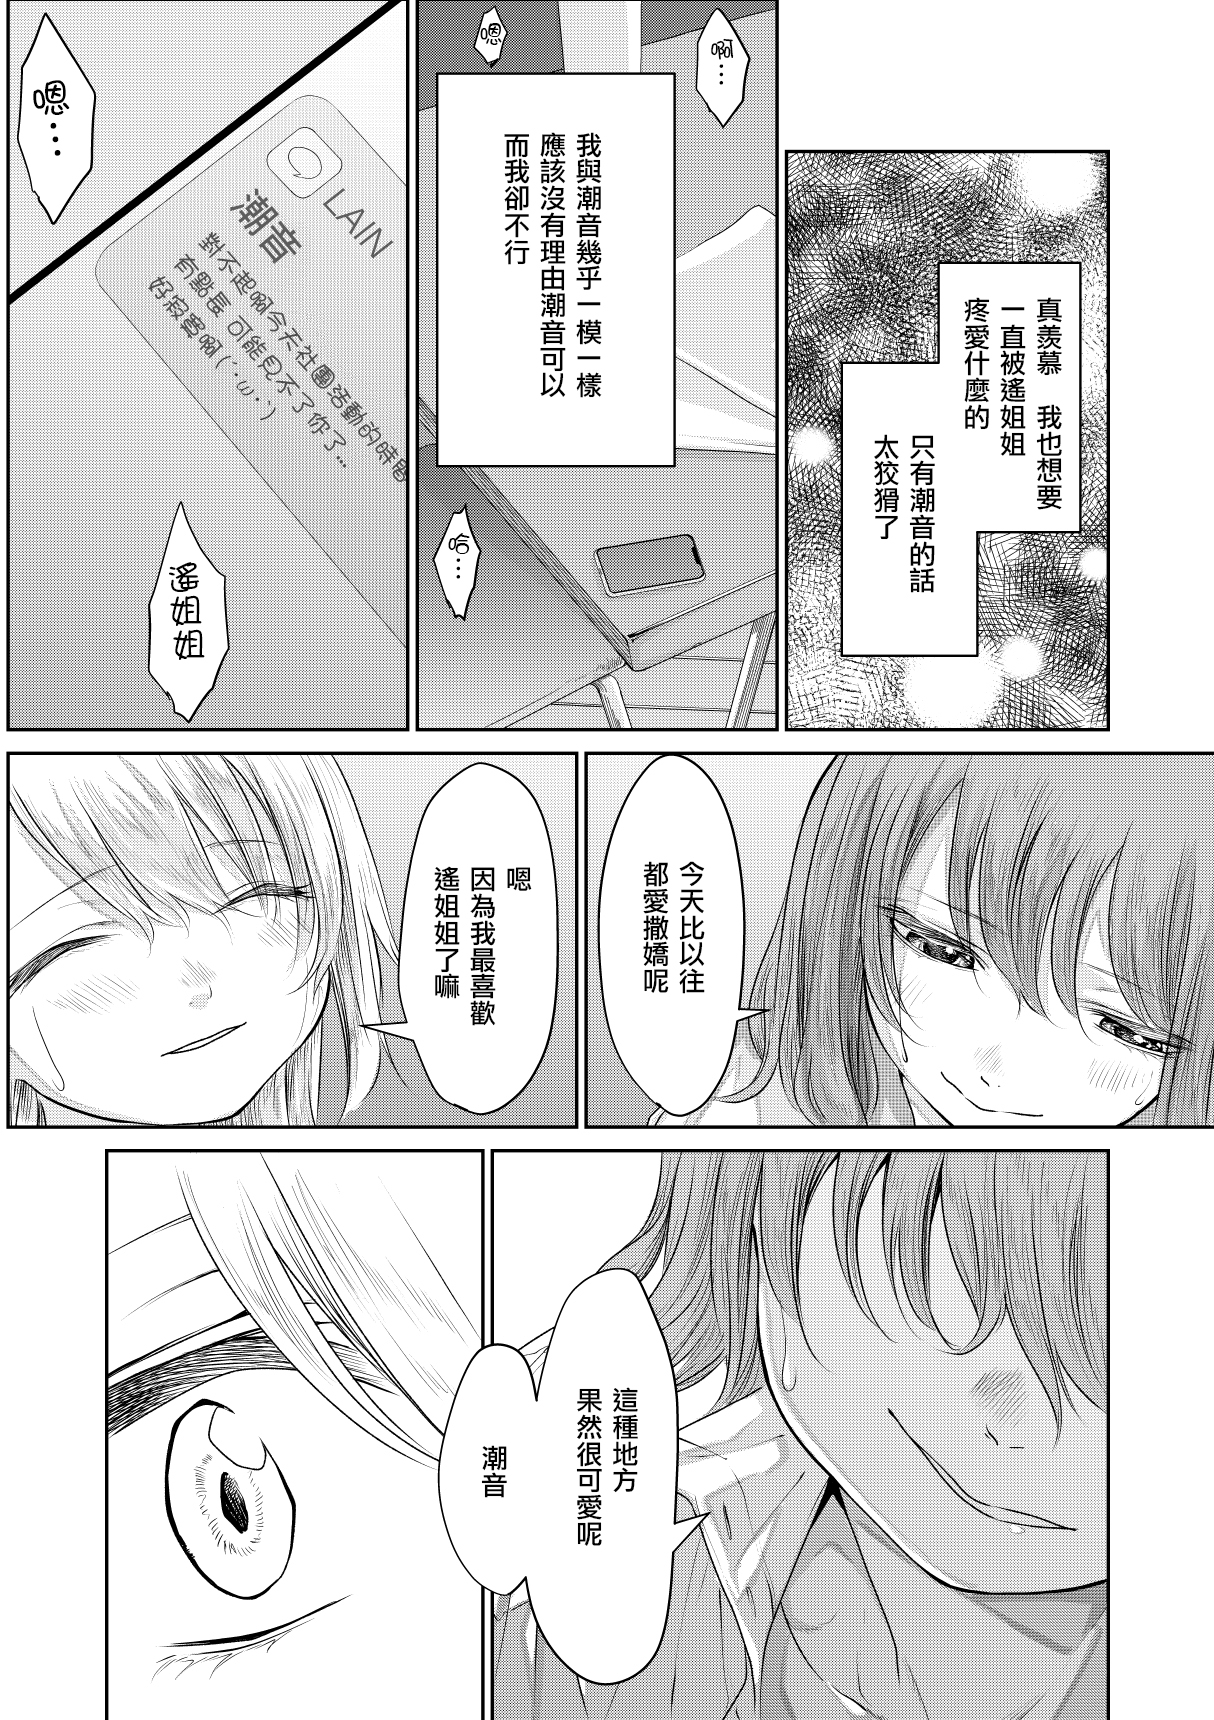 真羨慕　我也想要
一直被遙姐姐
疼愛什麼的
只有潮音的話
太狡猾了
啊…
嗯
我與潮音幾乎一模一樣
應該沒有理由潮音可以
而我卻不行
哈…
嗯…
LAIN
潮音
對不起啊今天社團活動的時間
有點長 可能見不了你了…
好寂寞啊(´･ω･`)
遙姐姐
今天比以往
都愛撒嬌呢
嗯
因為我最喜歡
遙姐姐了嘛
這種地方
果然很可愛呢
潮音